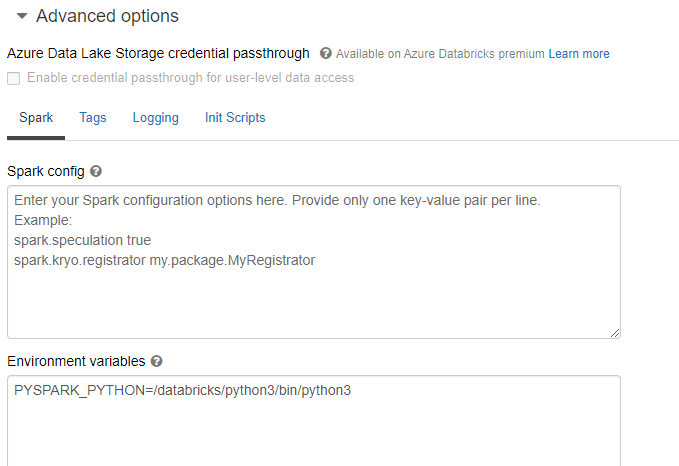 Advanced options
Azure Data Lake Storage credential passthrough ? Available on Azure Databricks premium Learn more
Enable credential passthrough for user-level data access
Spark Tags Logging Init Scripts
Spark config ?
Enter your Spark configuration options here. Provide only one key-value pair per line.
Example:
spark.speculation true
spark.kryo.registrator my.package.MyRegistrator
Environment variables ?
PYSPARK_PYTHON=/databricks/python3/bin/python3